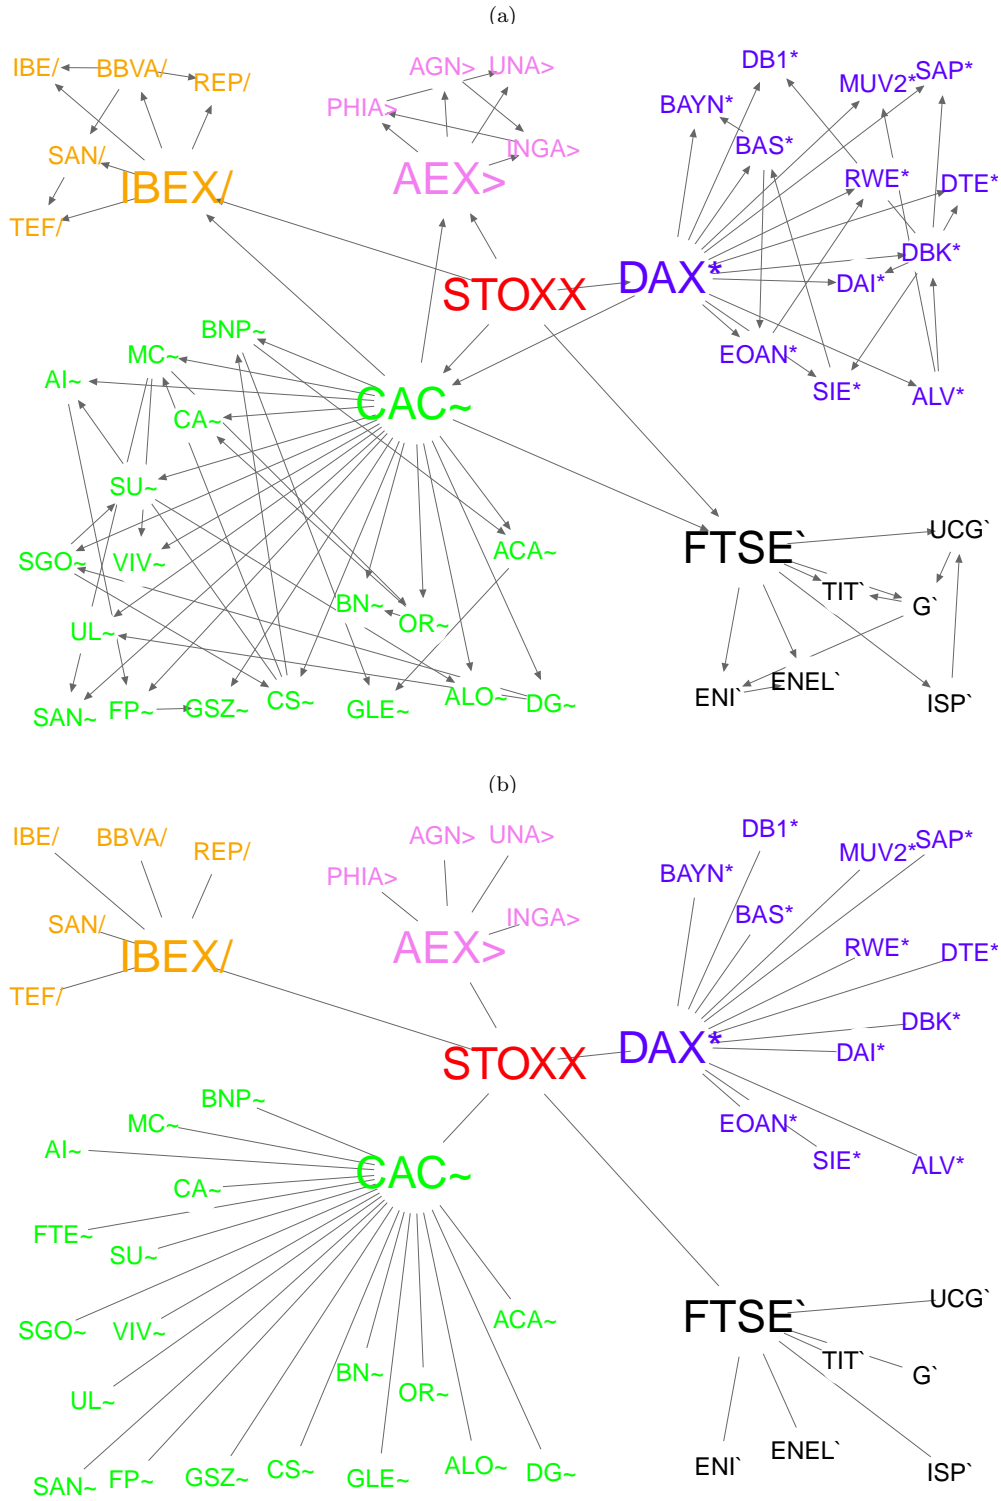 (a)
IBE/ BBVA/ REP/
AGN> UNA>
DB1* MUV2* SAP*
PHIA>
BAYN*
SAN/
INGA>
BAS*
IBEX/
AEX>
RWE* DTE*
TEF/
DBK*
STOXX
DAX*
DAI*
BNP~
MC~
EOAN*
AI~
SIE* ALV*
CA~
CAC~
SU~
SGO~ VIV~
ACA~
FTSE`
UCG`
TIT` G`
BN~ OR~
UL~
SAN~ FP~ GSZ~ CS~ GLE~ ALO~ DG~
ENI` ENEL` ISP`
(b)
IBE/ BBVA/ REP/
AGN> UNA>
DB1* MUV2* SAP*
PHIA>
BAYN*
SAN/
INGA>
BAS*
IBEX/
AEX>
RWE* DTE*
TEF/
DBK*
STOXX
DAX*
DAI*
BNP~
MC~
EOAN*
AI~
SIE* ALV*
CA~
CAC~
FTE~
SU~
SGO~ VIV~
ACA~
FTSE`
UCG`
TIT` G`
BN~ OR~
UL~
SAN~ FP~ GSZ~ CS~ GLE~ ALO~ DG~
ENI` ENEL` ISP`